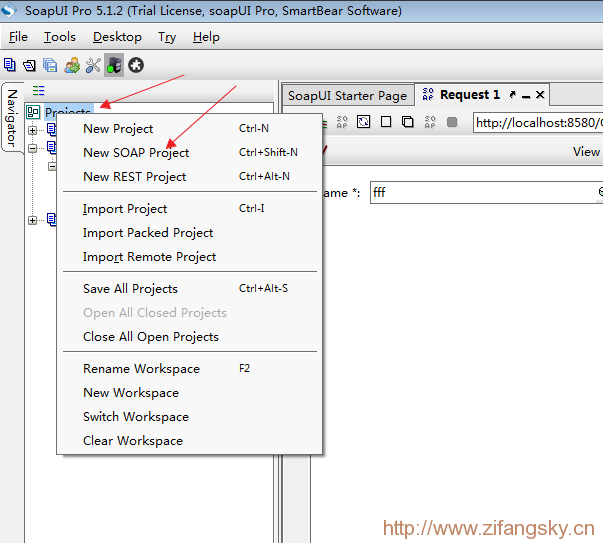 SoapUI Pro 5.1.2 (Trial License, soapUI Pro, SmartBear Software)
File Tools Desktop Try Help
Navigator
Projects
SoapUI Starter Page
SO AP Request 1
http://localhost:8580/
View
ame *: fff
New Project Ctrl-N
New SOAP Project Ctrl+Shift-N
New REST Project Ctrl+Alt-N
Import Project Ctrl-I
Import Packed Project
Import Remote Project
Save All Projects Ctrl+Alt-S
Open All Closed Projects
Close All Open Projects
Rename Workspace F2
New Workspace
Switch Workspace
Clear Workspace
http://www.zifangsky.cn